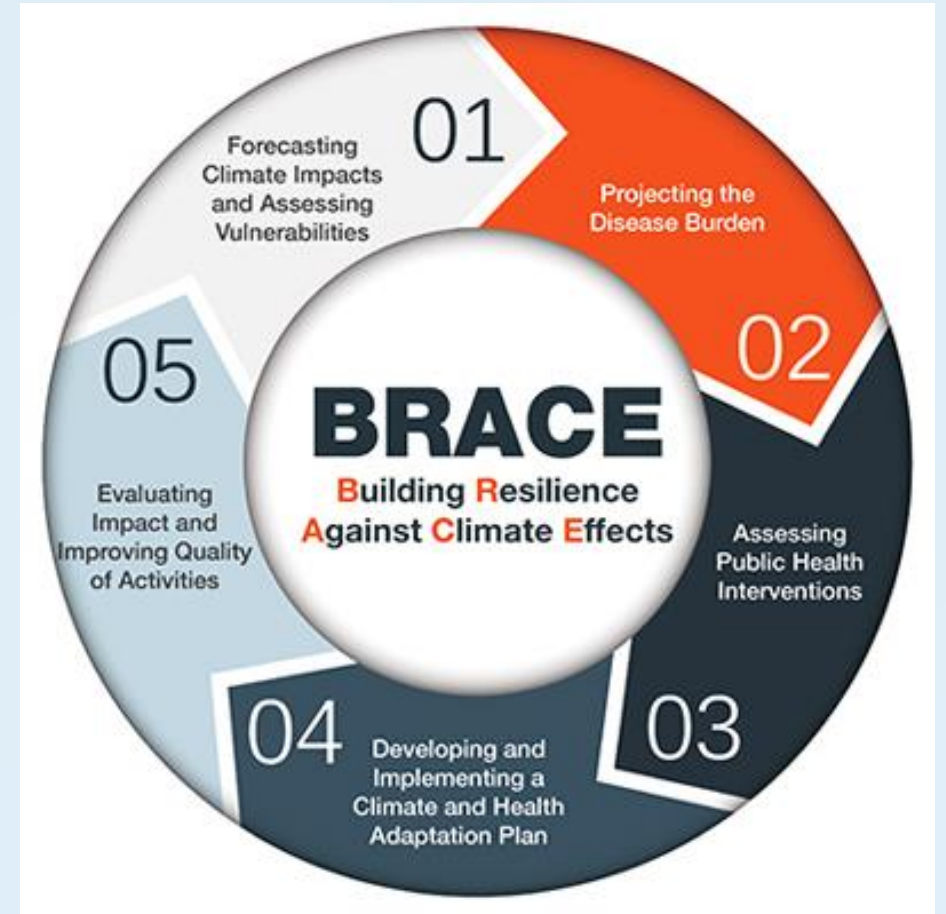 BRACE
Building Resilience
Against Climate Effects
01
Forecasting
Climate Impacts
and Assessing
Vulnerabilities
Projecting the
Disease Burden
02
Assessing
Public Health
Interventions
03
04
Developing and
Implementing a
Climate and Health
Adaptation Plan
05
Evaluating
Impact and
Improving Quality
of Activities